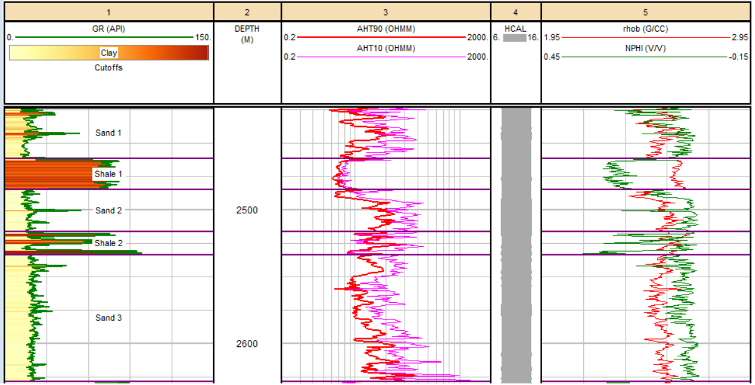 1 2 3 4 5
GR (API) DEPTH AHT90 (OHMM) HCAL rhob (G/CC)
0. 150. (M) 0.2 2000. 6. 16. 1.95 2.95
Clay AHT10 (OHMM) NPHI (V/V)
0.2 2000. 0.45 -0.15
Cutoffs
Sand 1
Shale 1
Sand 2
2500
Shale 2
Sand 3
2600